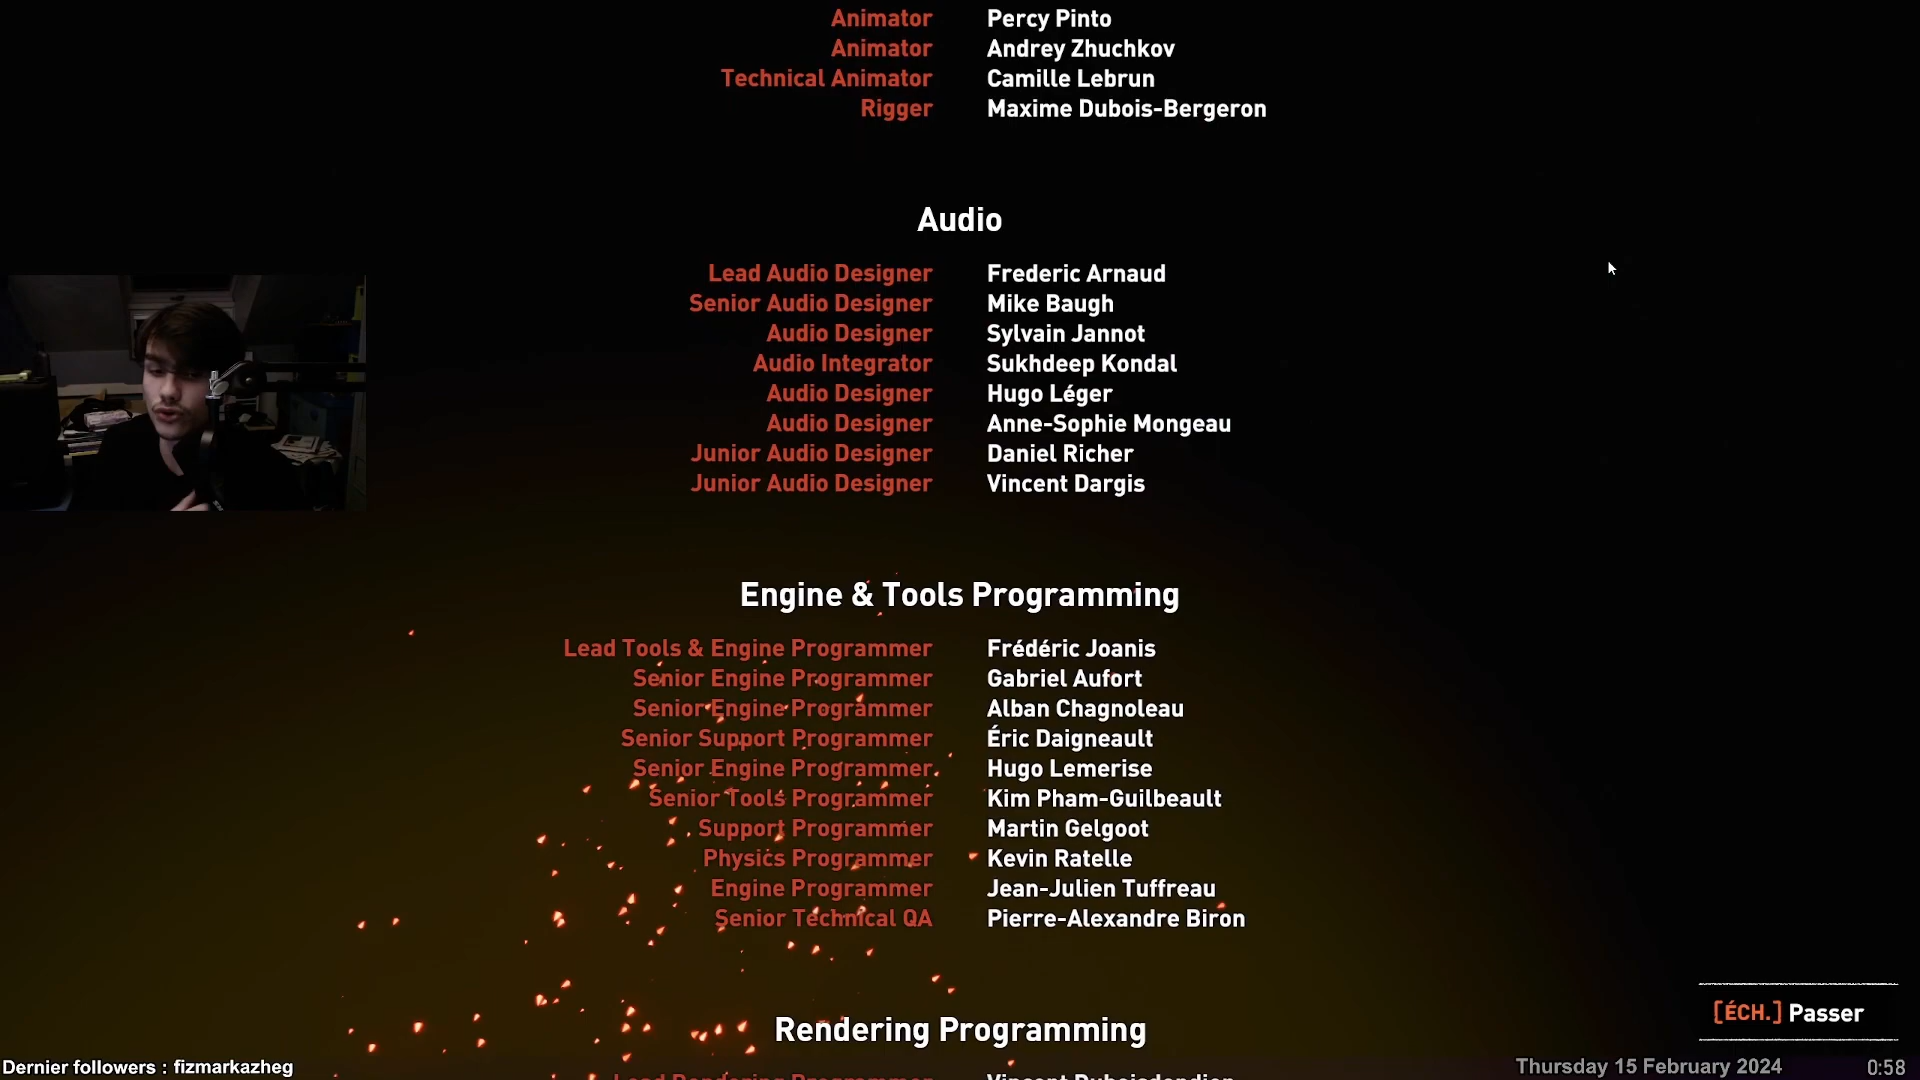 Animator Percy Pinto
Animator Andrey Zhuchkov
Technical Animator Camille Lebrun
Rigger Maxime Dubois-Bergeron
Audio
Lead Audio Designer Frederic Arnaud
Senior Audio Designer Mike Baugh
Audio Designer Sylvain Jannot
Audio Integrator Sukhdeep Kondal
Audio Designer Hugo Léger
Audio Designer Anne-Sophie Mongeau
Junior Audio Designer Daniel Richer
Junior Audio Designer Vincent Dargis
Engine & Tools Programming
Lead Tools & Engine Programmer Frédéric Joanis
Senior Engine Programmer Gabriel Aufort
Senior Engine Programmer Alban Chagnoleau
Senior Support Programmer Éric Daigneault
Senior Engine Programmer Hugo Lemerise
Senior Tools Programmer Kim Pham-Guilbeault
Support Programmer Martin Gelgoot
Physics Programmer Kevin Ratelle
Engine Programmer Jean-Julien Tuffreau
Senior Technical QA Pierre-Alexandre Biron
[ÉCH.] Passer
Rendering Programming
Dernier followers : fizmarkazheg
Thursday 15 February 2024 0:58
Lead Rendering Programmer Vincent